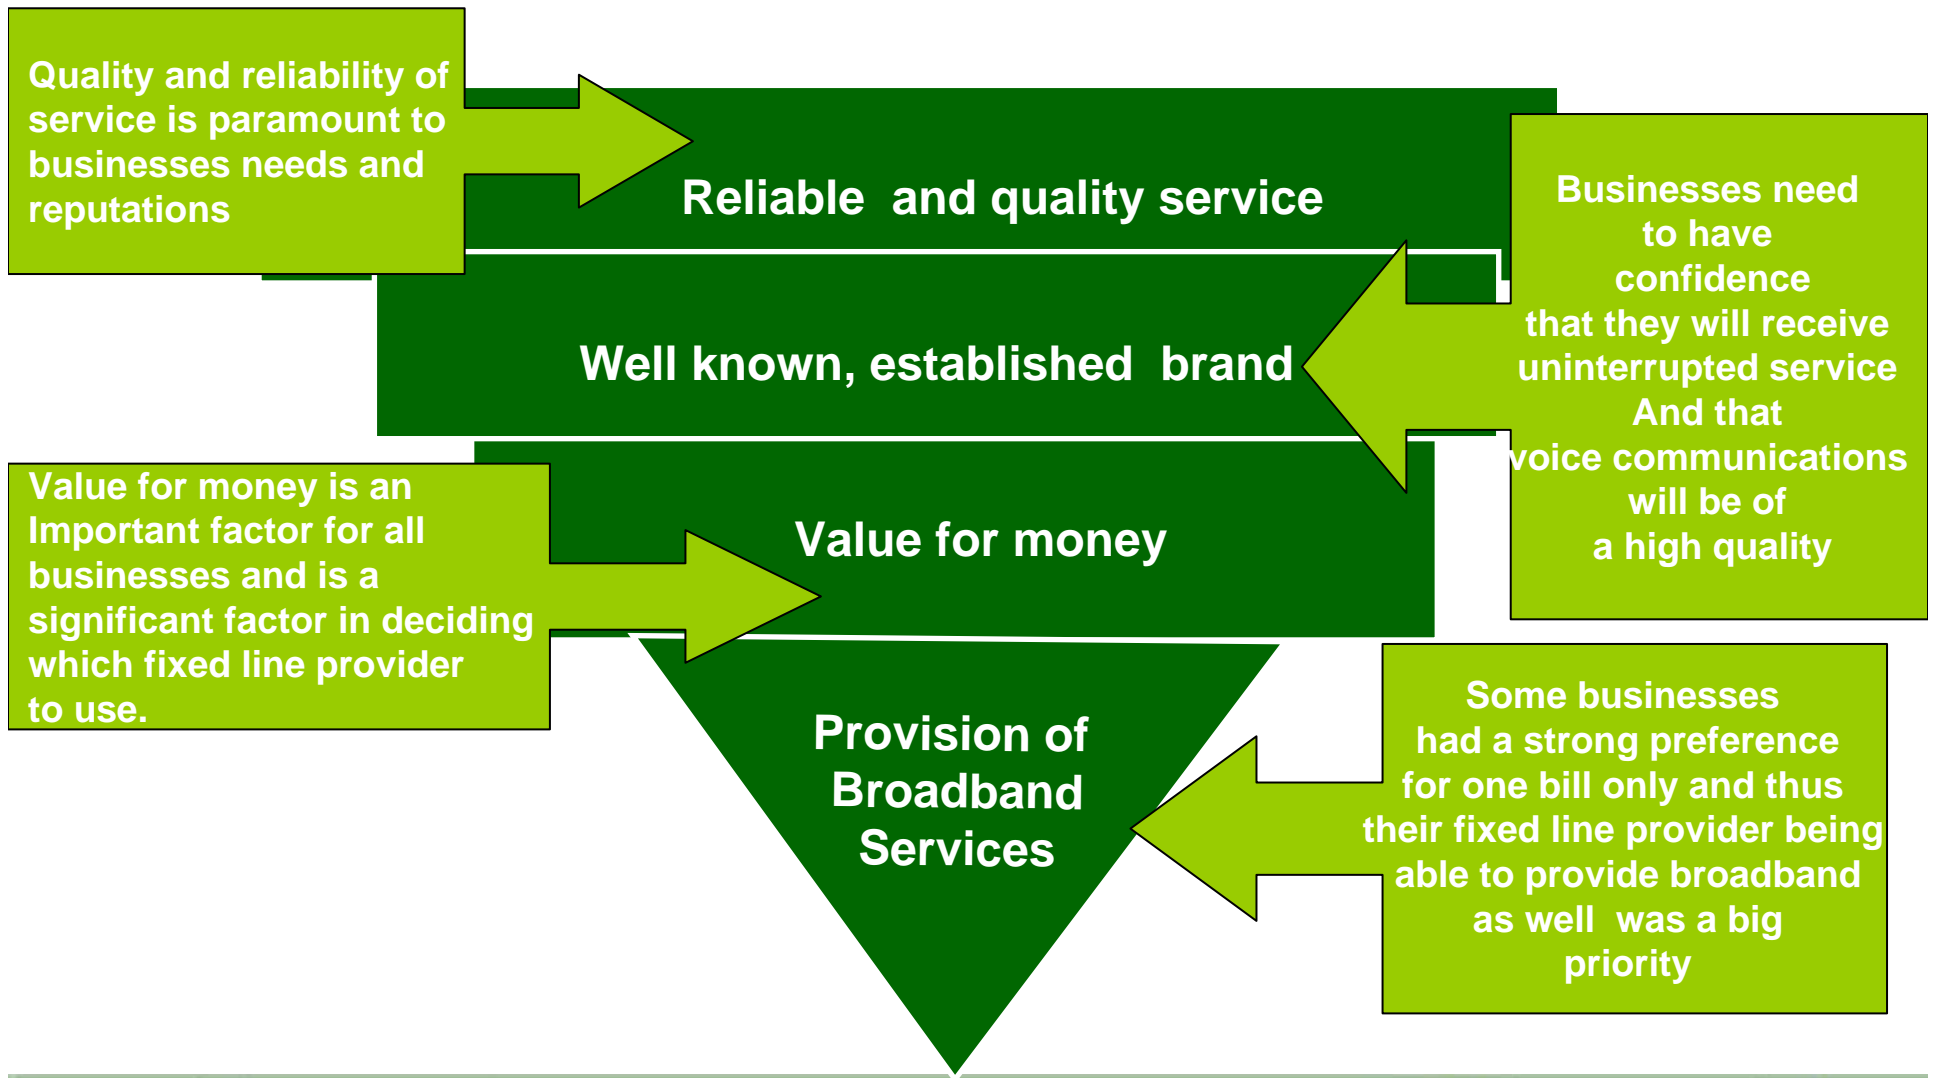 Quality and reliability of
service is paramount to
businesses needs and
reputations
Reliable and quality service
Businesses need
to have
confidence
that they will receive
uninterrupted service
And that
voice communications
will be of
a high quality
Well known, established brand
Value for money is an
Important factor for all
businesses and is a
significant factor in deciding
which fixed line provider
to use.
Value for money
Provision of
Broadband
Services
Some businesses
had a strong preference
for one bill only and thus
their fixed line provider being
able to provide broadband
as well was a big
priority